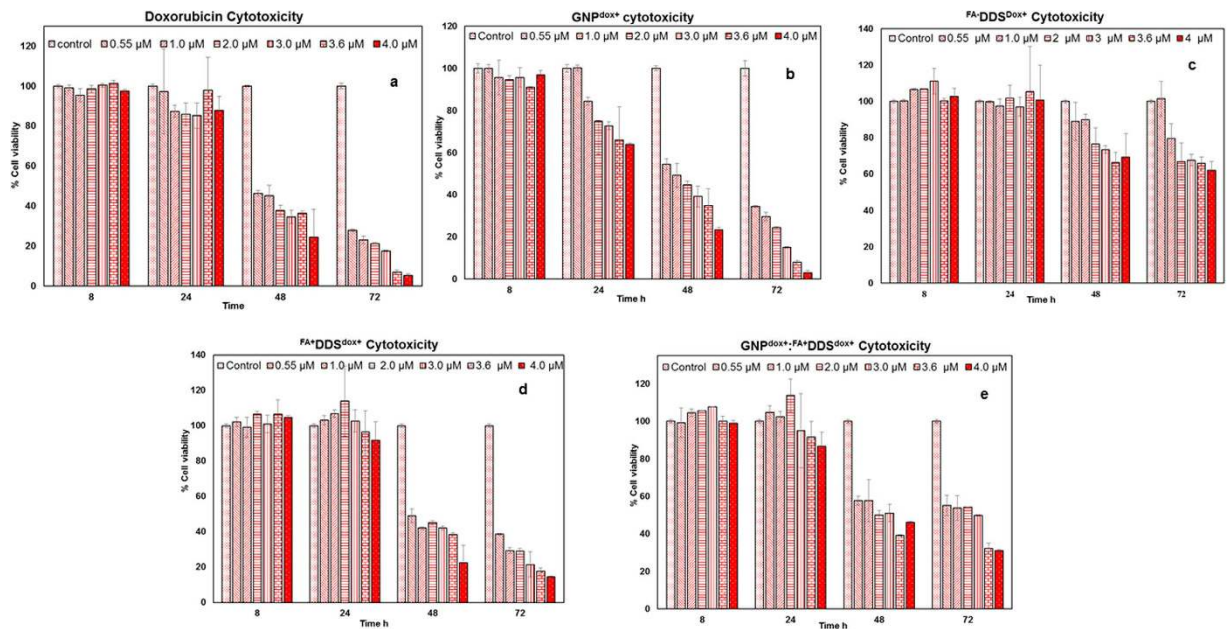 Doxorubicin Cytotoxicity
control 0.55 µM 1.0 µM 2.0 µM 3.0 µM 3.6 µM 4.0 µM
a
% Cell viability
120
100
80
60
40
20
0
8 24 48 72
Time
GNPdox+ cytotoxicity
control 0.55 µM 1.0 µM 2.0 µM 3.0 µM 3.6 µM 4.0 µM
b
% Cell viability
120
100
80
60
40
20
0
8 24 48 72
Time h
FA-DDSDox+ Cytotoxicity
Control 0.55 µM 1.0 µM 2 µM 3 µM 3.6 µM 4 µM
c
% Cell viability
140
120
100
80
60
40
20
0
8 24 48 72
Time h
FA+DDSdox+ Cytotoxicity
Control 0.55 µM 1.0 µM 2.0 µM 3.0 µM 3.6 µM 4.0 µM
d
% Cell viability
140
120
100
80
60
40
20
0
8 24 48 72
Time h
GNPdox+:FA+DDSdox+ Cytotoxicity
Control 0.55 µM 1.0 µM 2.0 µM 3.0 µM 3.6 µM 4.0 µM
e
% Cell viability
120
100
80
60
40
20
0
8 24 48 72
Time h